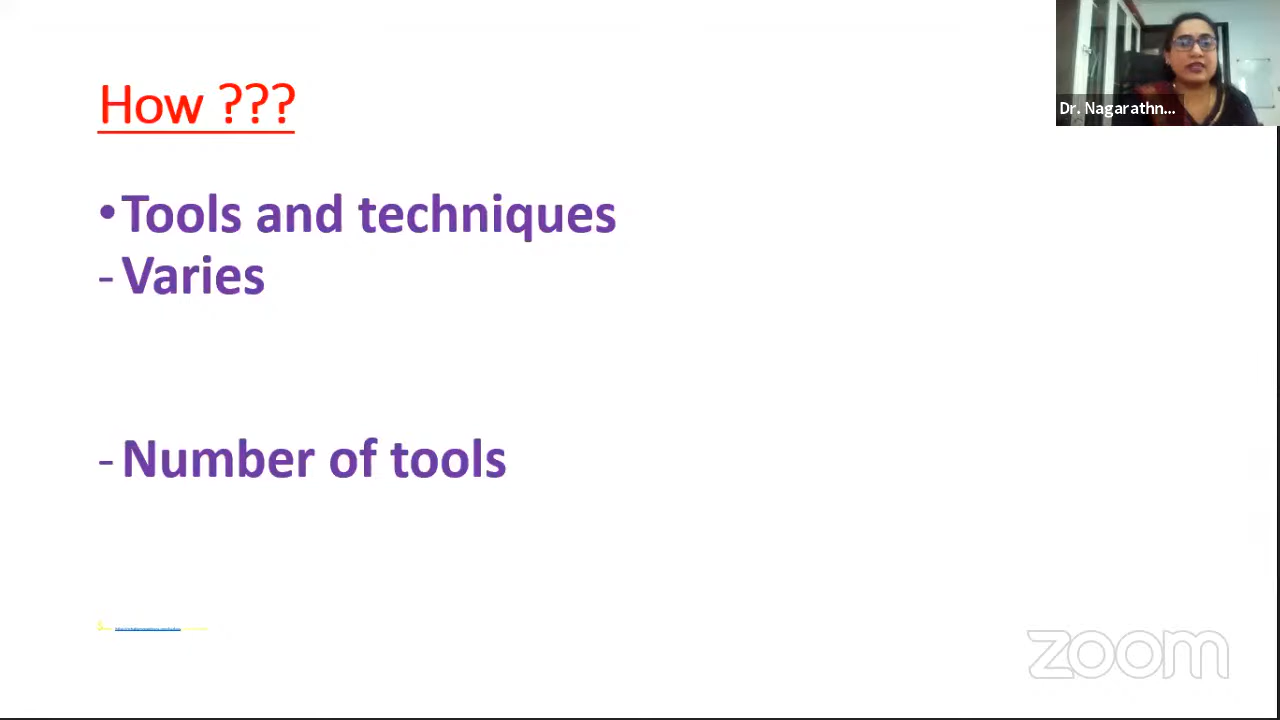 How ???
Dr. Nagarathn...
•Tools and techniques
- Varies
- Number of tools
zoom